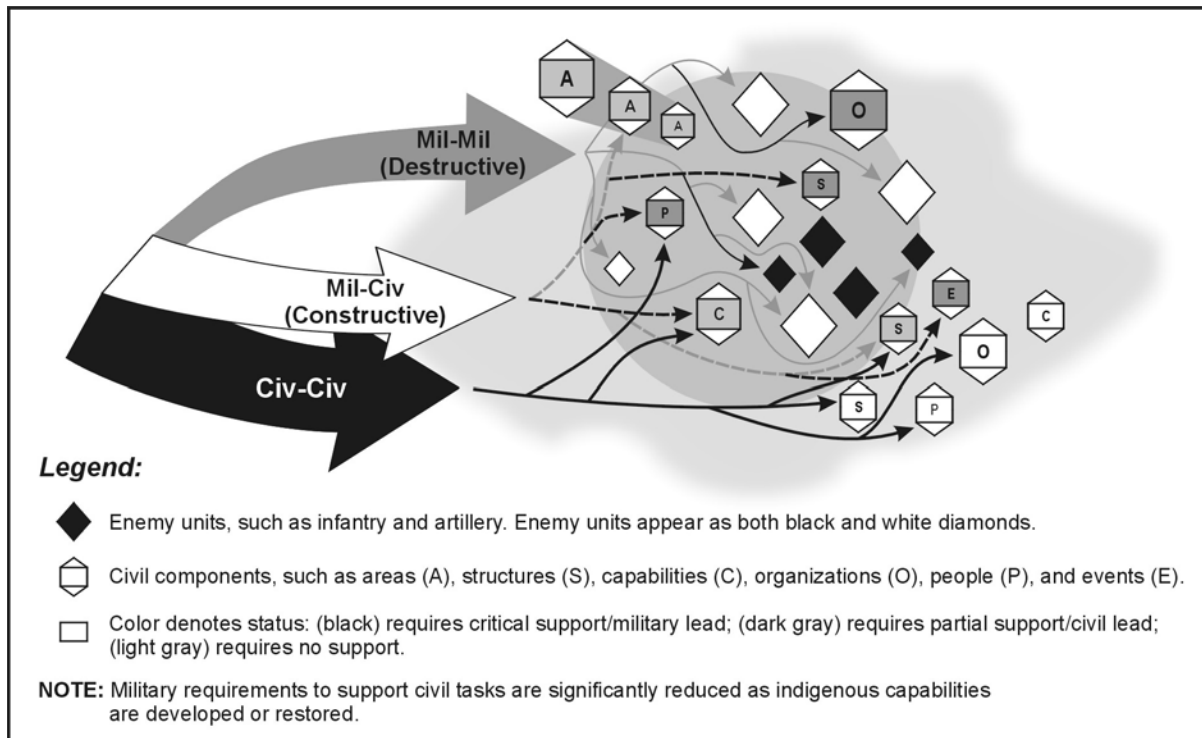 A
A
A
O
Mil-Mil
(Destructive)
S
P
Mil-Civ
(Constructive)
C
E
S
C
O
Civ-Civ
S
P
Legend:
Enemy units, such as infantry and artillery. Enemy units appear as both black and white diamonds.
Civil components, such as areas (A), structures (S), capabilities (C), organizations (O), people (P), and events (E).
Color denotes status: (black) requires critical support/military lead; (dark gray) requires partial support/civil lead;
(light gray) requires no support.
NOTE: Military requirements to support civil tasks are significantly reduced as indigenous capabilities
are developed or restored.